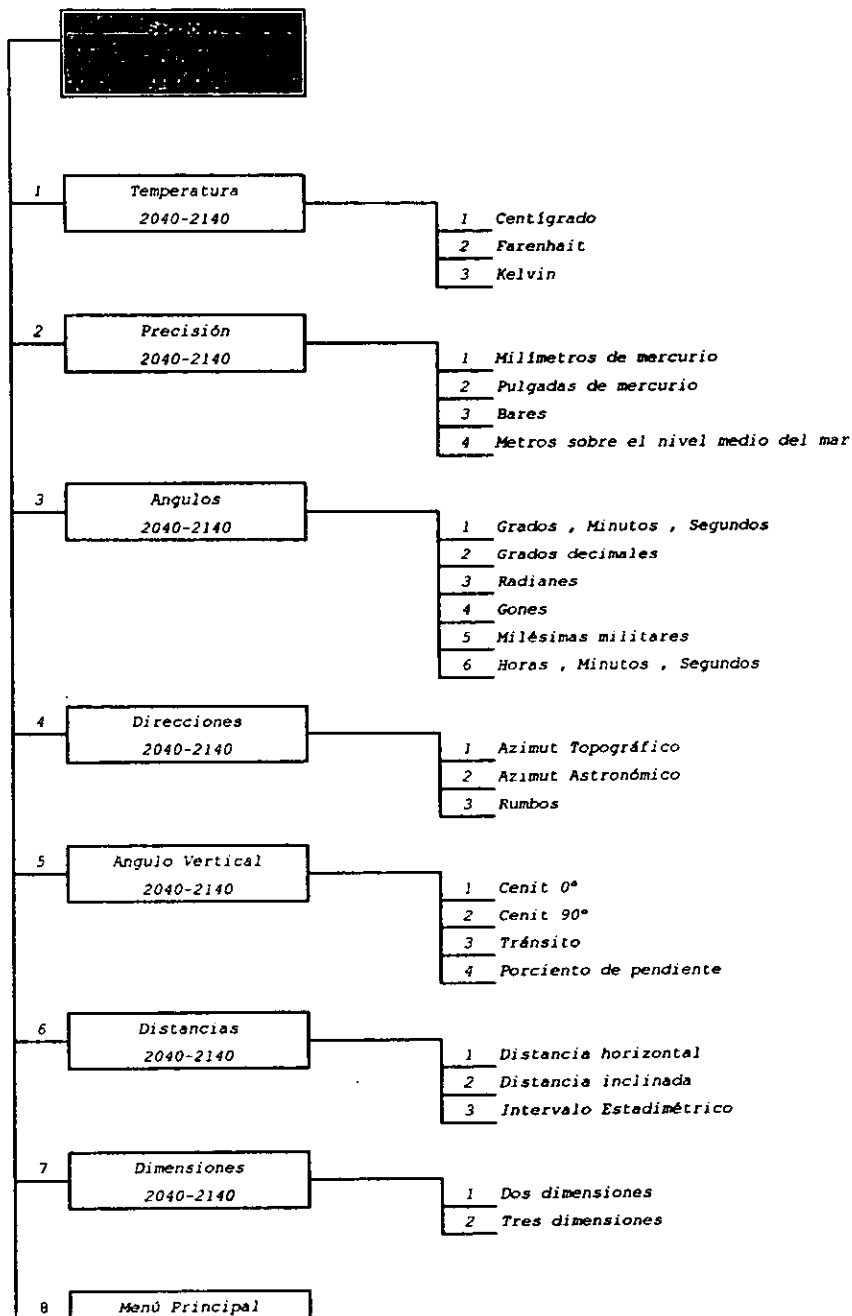 1 Temperatura
2040-2140
1 Centígrado
2 Farenhait
3 Kelvin
2 Precisión
2040-2140
1 Milímetros de mercurio
2 Pulgadas de mercurio
3 Bares
4 Metros sobre el nivel medio del mar
3 Angulos
2040-2140
1 Grados , Minutos , Segundos
2 Grados decimales
3 Radianes
4 Gones
5 Milésimas militares
6 Horas , Minutos , Segundos
4 Direcciones
2040-2140
1 Azimut Topográfico
2 Azimut Astronómico
3 Rumbos
5 Angulo Vertical
2040-2140
1 Cenit 0°
2 Cenit 90°
3 Tránsito
4 Porciento de pendiente
6 Distancias
2040-2140
1 Distancia horizontal
2 Distancia inclinada
3 Intervalo Estadimétrico
7 Dimensiones
2040-2140
1 Dos dimensiones
2 Tres dimensiones
8 Menú Principal